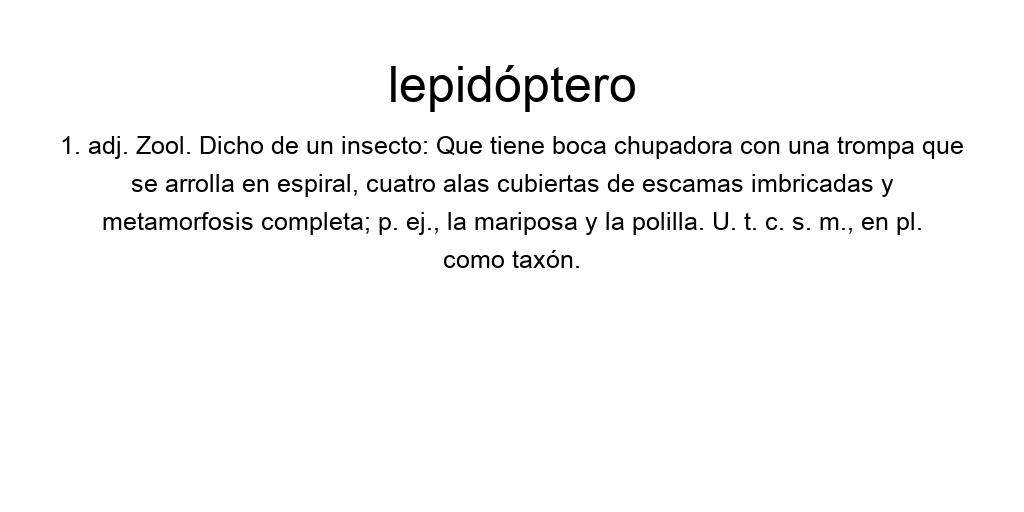 lepidóptero
1. adj. Zool. Dicho de un insecto: Que tiene boca chupadora con una trompa que
se arrolla en espiral, cuatro alas cubiertas de escamas imbricadas y
metamorfosis completa; p. ej., la mariposa y la polilla. U. t. c. s. m., en pl.
como taxón.